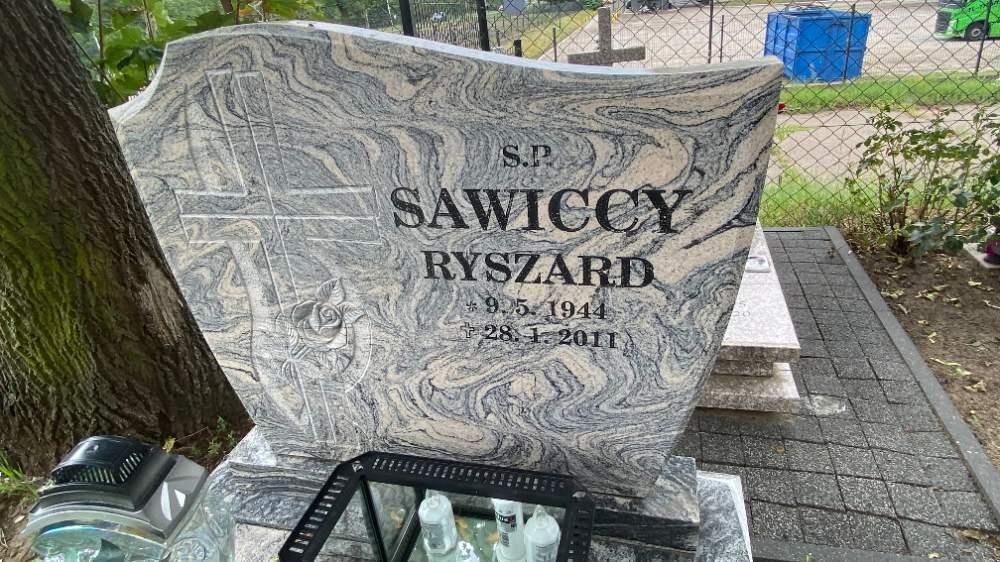 Ś.P.
SAWICCY
RYSZARD
* 9. 5. 1944
✝ 28. 1. 2011